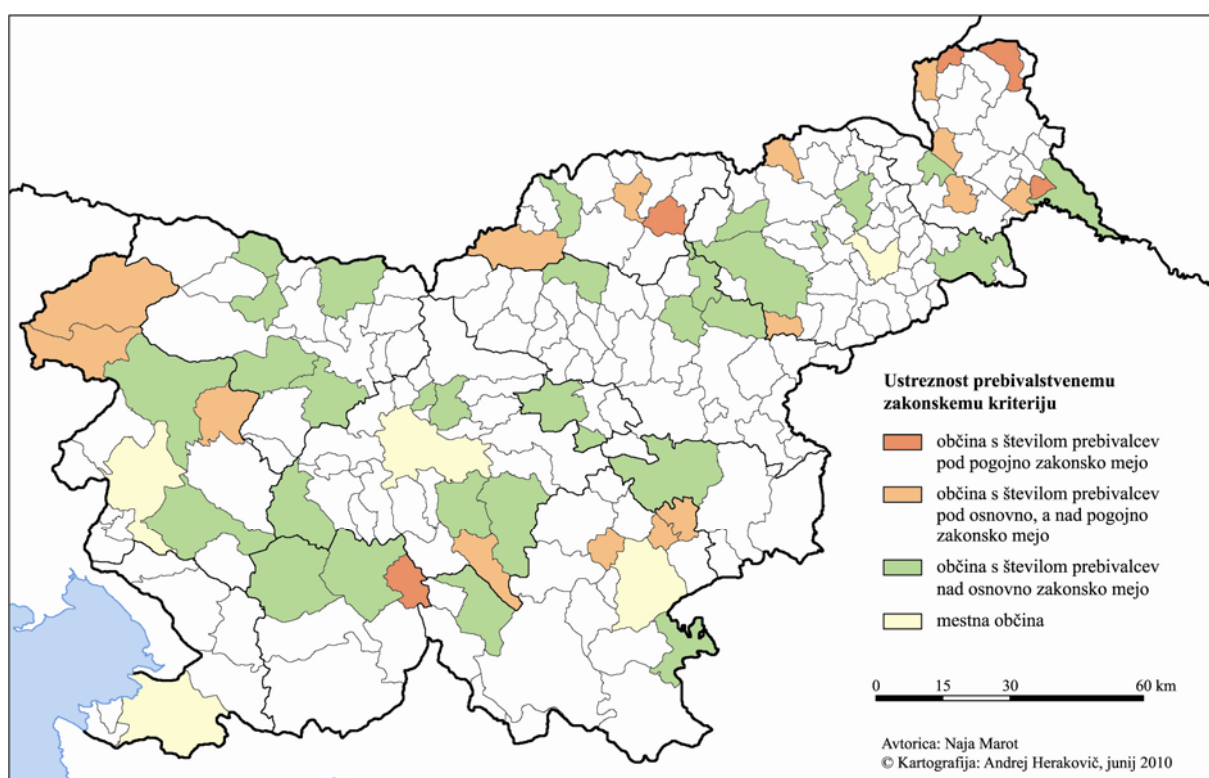 Ustreznost prebivalstvenemu
zakonskemu kriteriju
občina s številom prebivalcev
pod pogojno zakonsko mejo
občina s številom prebivalcev
pod osnovno, a nad pogojno
zakonsko mejo
občina s številom prebivalcev
nad osnovno zakonsko mejo
mestna občina
0 15 30 60 km
Avtorica: Naja Marot
© Kartografija: Andrej Herakovič, junij 2010